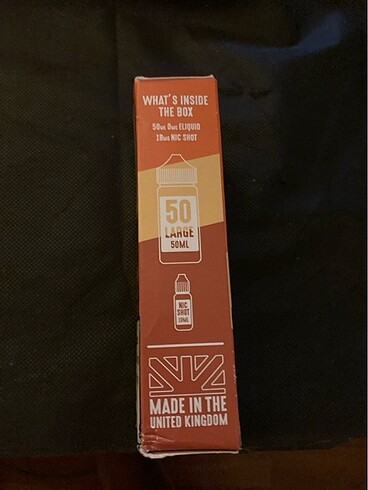 WHAT'S INSIDE
THE BOX
50ML 0MG ELIQUID
10MG NIC SHOT
50
LARGE
50ML
NIC
SHOT
10ML
MADE IN THE
UNITED KINGDOM